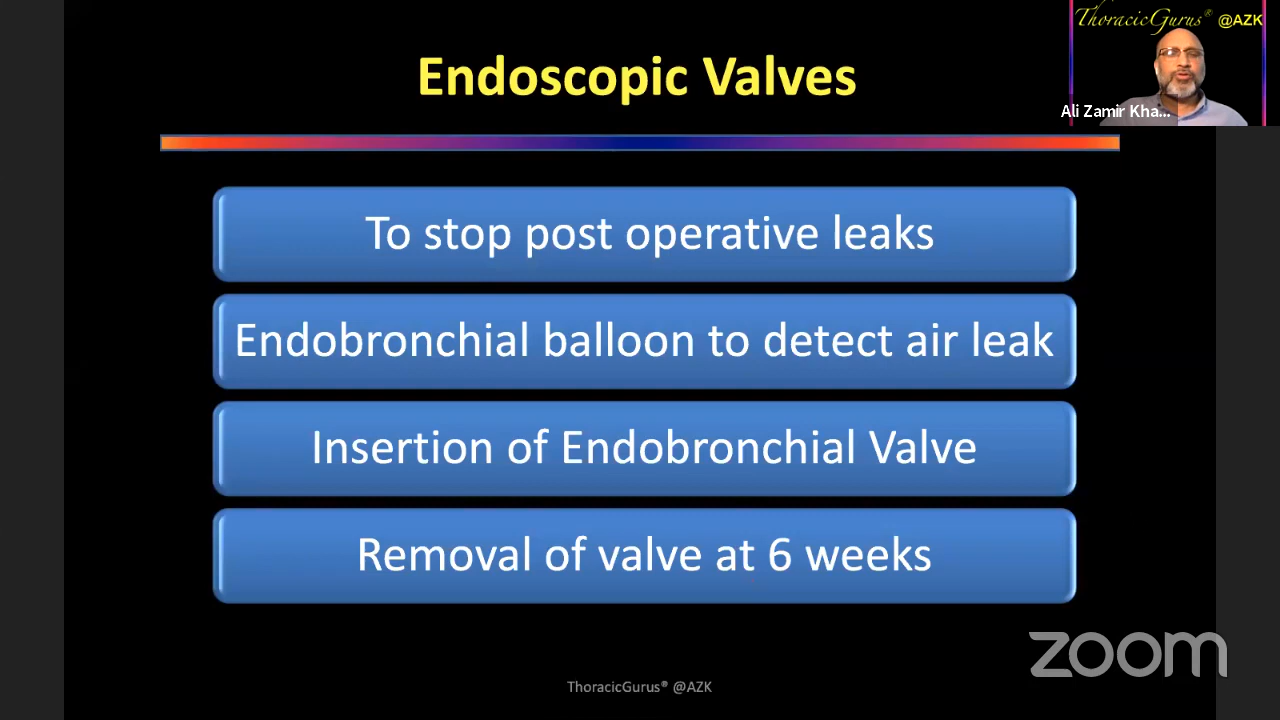 ThoracicGurus® @AZK
Endoscopic Valves
Ali Zamir Kha...
To stop post operative leaks
Endobronchial balloon to detect air leak
Insertion of Endobronchial Valve
Removal of valve at 6 weeks
zoom
ThoracicGurus® @AZK